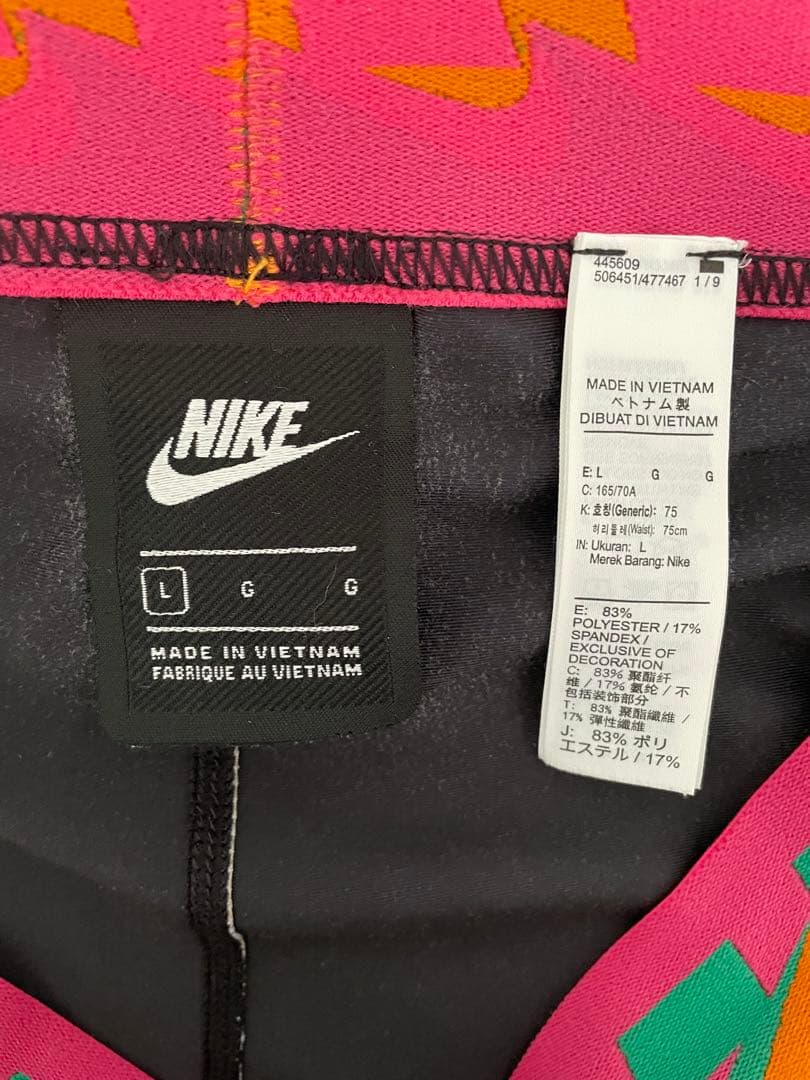 NIKE
L G G
MADE IN VIETNAM
FABRIQUE AU VIETNAM
445609
506451/477467 1/9
MADE IN VIETNAM
ベトナム製
DIBUAT DI VIETNAM
E: L G G
C: 165/70A
K: 호칭(Generic): 75
허리둘레(Waist): 75cm
IN: Ukuran: L
Merek Barang: Nike
E: 83%
POLYESTER / 17%
SPANDEX /
EXCLUSIVE OF
DECORATION
C: 83% 聚酯纤
维 / 17% 氨纶 / 不
包括装饰部分
T: 83% 聚酯纖維 /
17% 彈性纖維
J: 83% ポリ
エステル / 17%